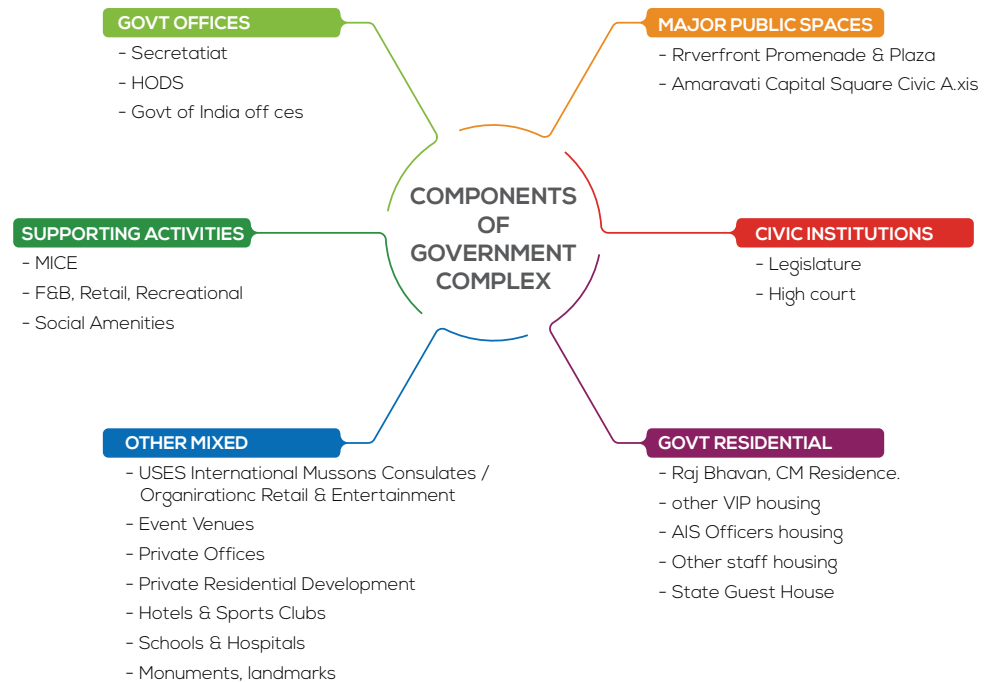 GOVT OFFICES
- Secretatiat
- HODS
- Govt of India off ces
MAJOR PUBLIC SPACES
- Rrverfront Promenade & Plaza
- Amaravati Capital Square Civic A.xis
COMPONENTS
OF
GOVERNMENT
COMPLEX
SUPPORTING ACTIVITIES
- MICE
- F&B, Retail, Recreational
- Social Amenities
CIVIC INSTITUTIONS
- Legislature
- High court
OTHER MIXED
- USES International Mussons Consulates /
Organirationc Retail & Entertainment
- Event Venues
- Private Offices
- Private Residential Development
- Hotels & Sports Clubs
- Schools & Hospitals
- Monuments, landmarks
GOVT RESIDENTIAL
- Raj Bhavan, CM Residence.
- other VIP housing
- AIS Officers housing
- Other staff housing
- State Guest House